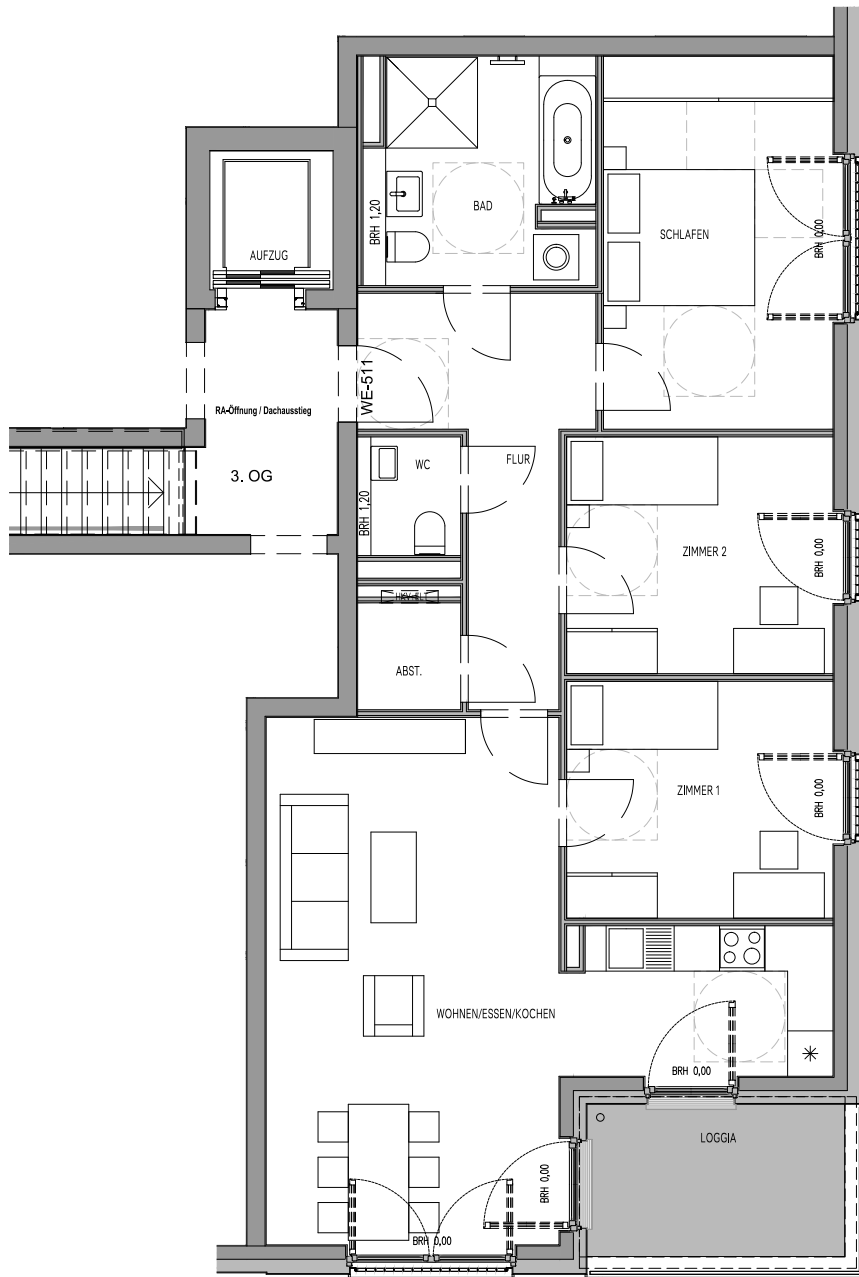 BAD
BRH 1,20
SCHLAFEN
BRH 0,00
AUFZUG
WE-511
RA-Öffnung / Dachausstieg
3. OG
WC
BRH 1,20
FLUR
ZIMMER 2
BRH 0,00
ABST.
ZIMMER 1
BRH 0,00
WOHNEN/ESSEN/KOCHEN
BRH 0,00
LOGGIA
BRH 0,00
BRH 0,00